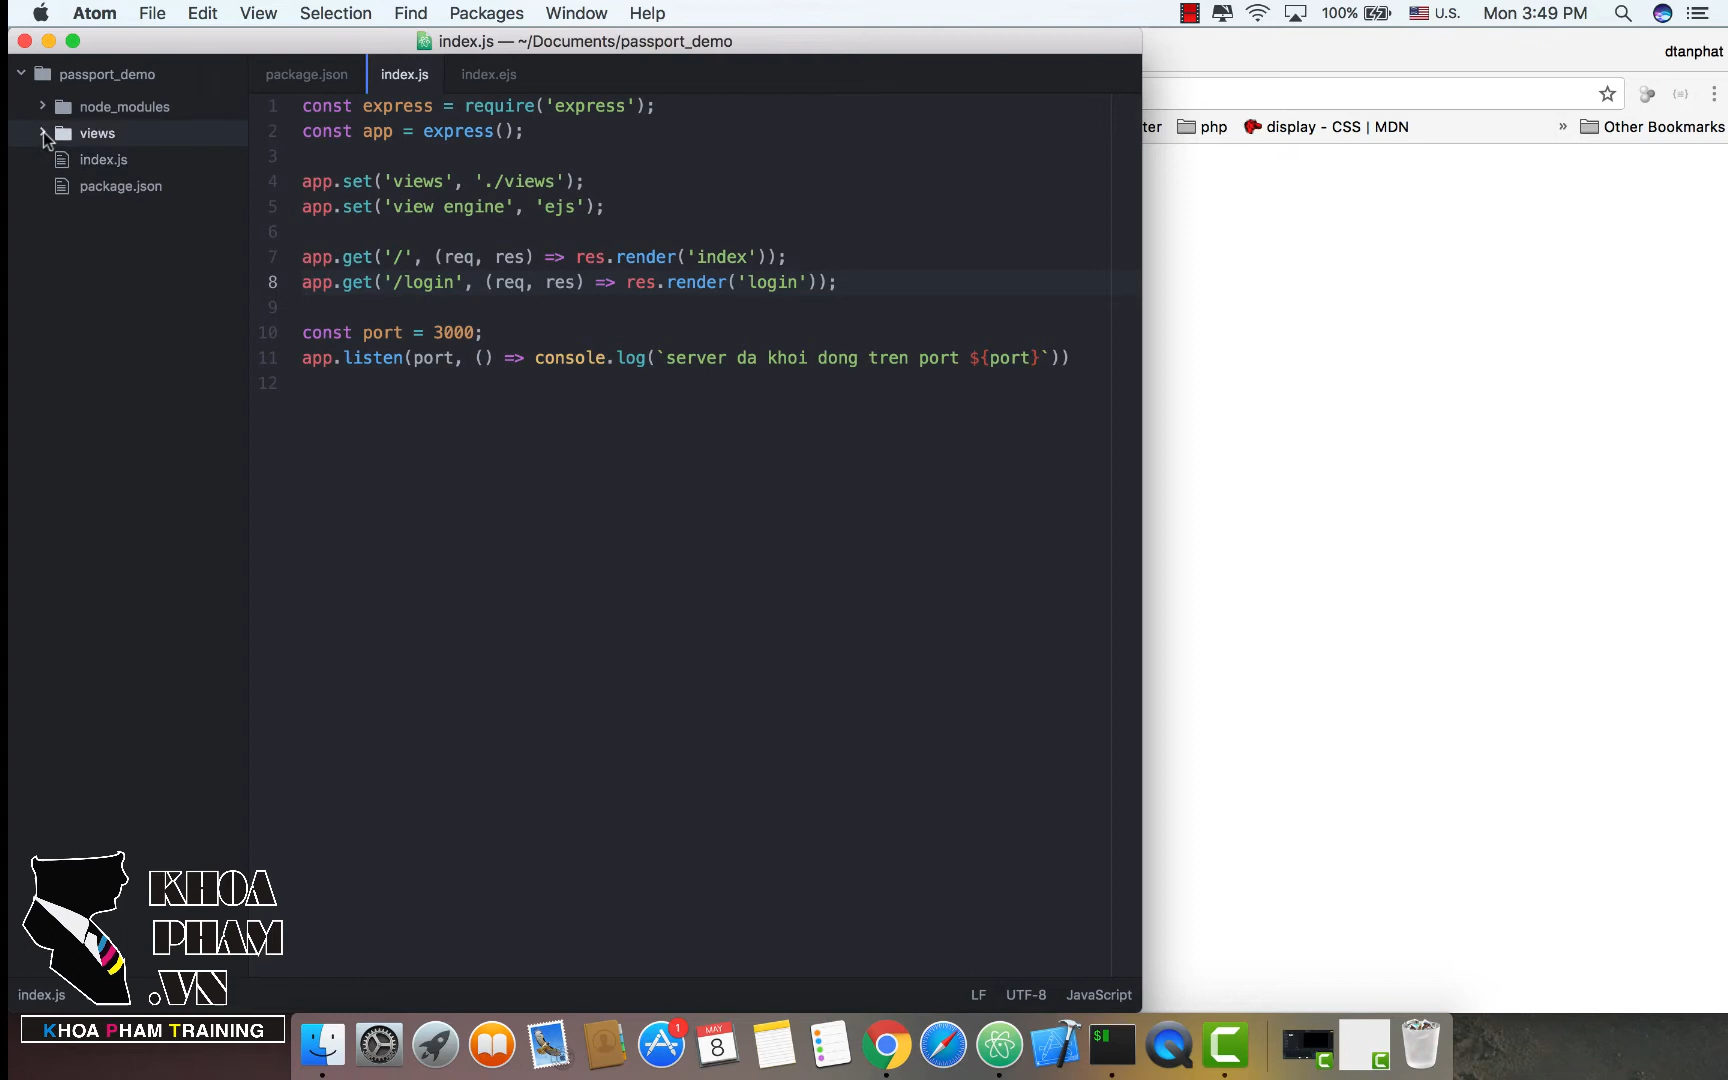 Atom File Edit View Selection Find Packages Window Help 100% U.S. Mon 3:49 PM
index.js — ~/Documents/passport_demo
dtanphat
passport_demo
node_modules
views
index.js
package.json
package.json index.js index.ejs
ter php display - CSS | MDN » Other Bookmarks
1 const express = require('express');
2 const app = express();
3
4 app.set('views', './views');
5 app.set('view engine', 'ejs');
6
7 app.get('/', (req, res) => res.render('index'));
8 app.get('/login', (req, res) => res.render('login'));
9
10 const port = 3000;
11 app.listen(port, () => console.log(`server da khoi dong tren port ${port}`))
12
KHOA
PHAM
.VN
index.js LF UTF-8 JavaScript
KHOA PHAM TRAINING
1
MAY
8
$